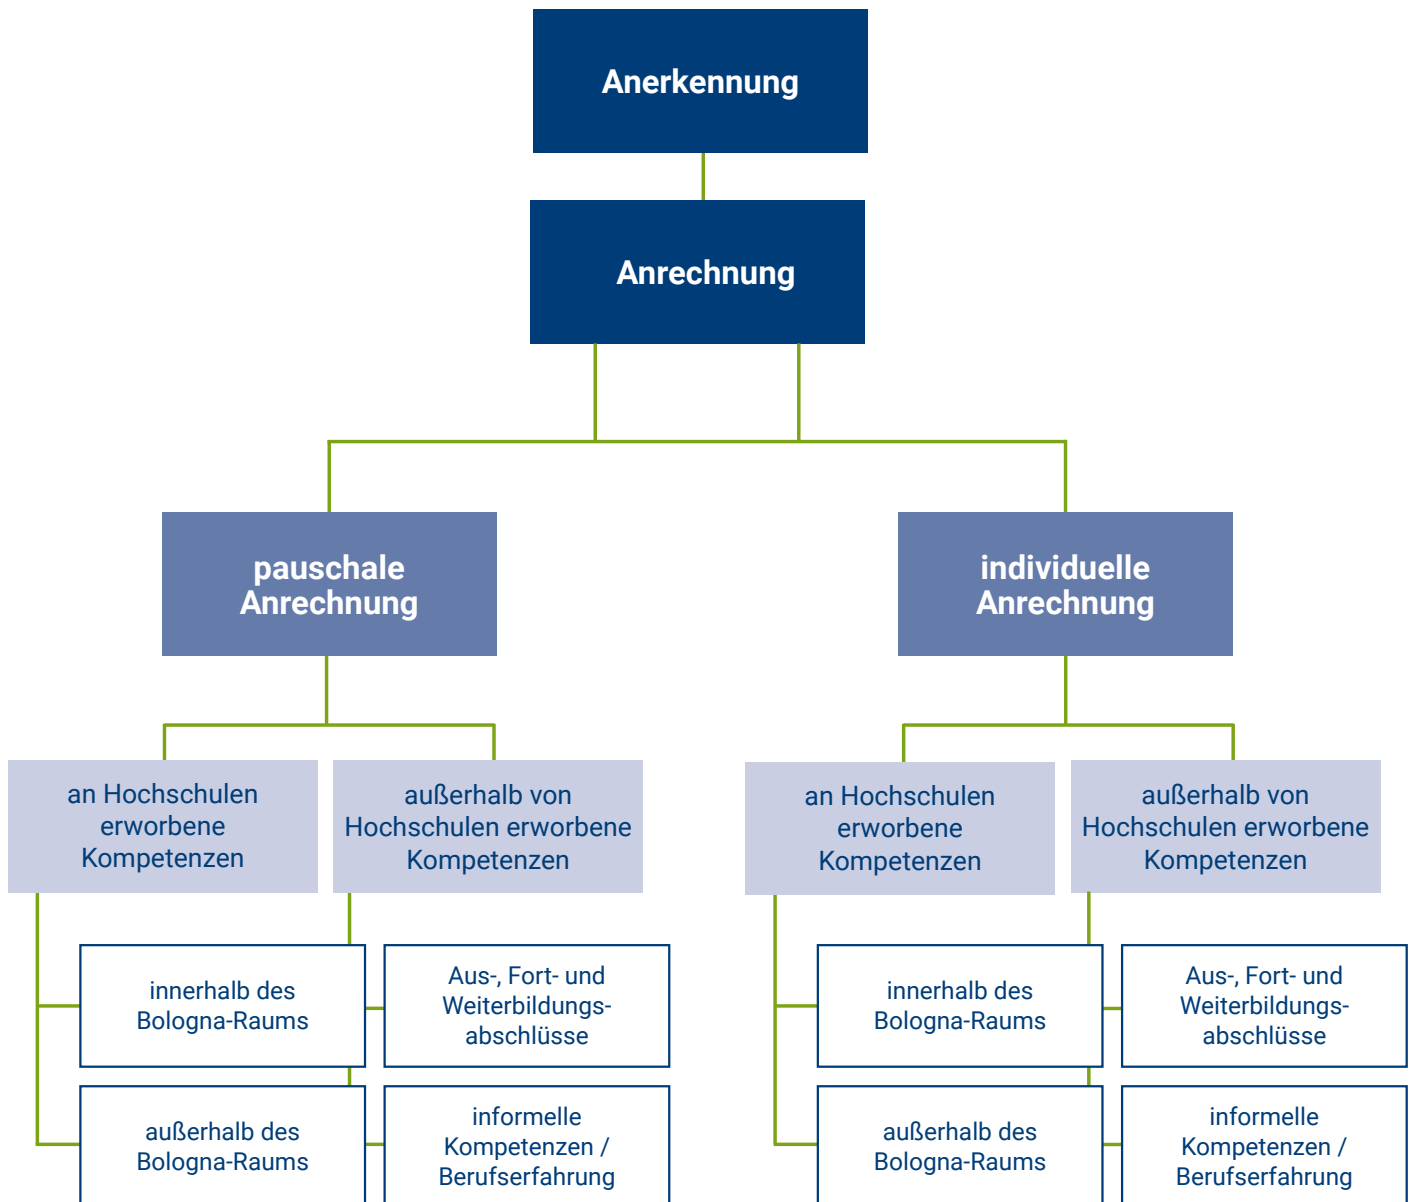 Anerkennung
Anrechnung
pauschale
Anrechnung
individuelle
Anrechnung
an Hochschulen
erworbene
Kompetenzen
außerhalb von
Hochschulen erworbene
Kompetenzen
an Hochschulen
erworbene
Kompetenzen
außerhalb von
Hochschulen erworbene
Kompetenzen
innerhalb des
Bologna-Raums
Aus-, Fort- und
Weiterbildungs-
abschlüsse
innerhalb des
Bologna-Raums
Aus-, Fort- und
Weiterbildungs-
abschlüsse
außerhalb des
Bologna-Raums
informelle
Kompetenzen /
Berufserfahrung
außerhalb des
Bologna-Raums
informelle
Kompetenzen /
Berufserfahrung